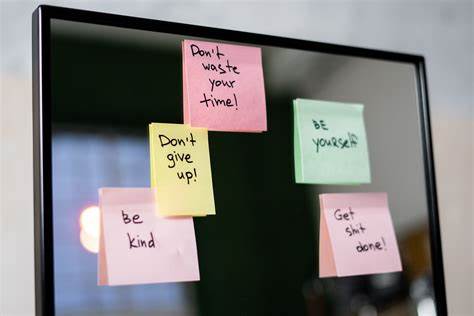 Don't
waste
your
time!
Don't
give
up!
BE
yourself
Be
kind
Get
shit
done!